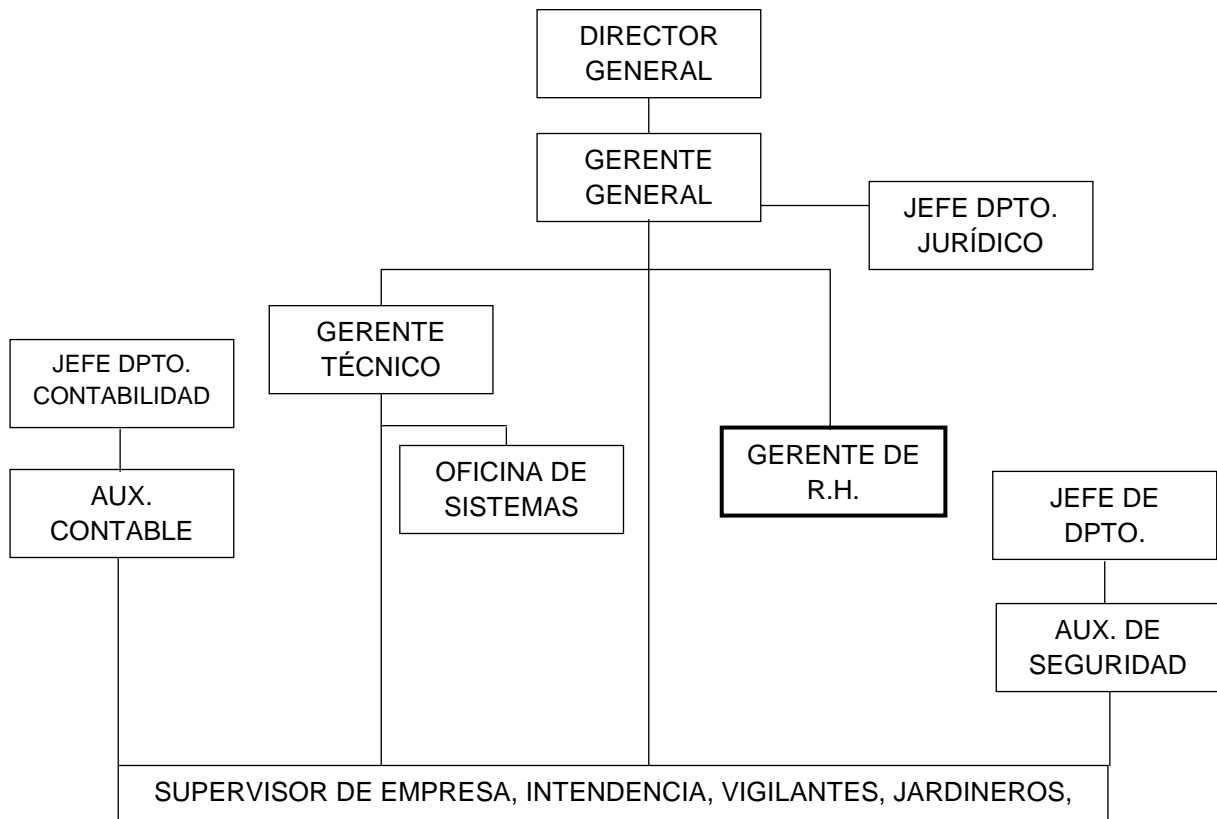 DIRECTOR
GENERAL
GERENTE
GENERAL
JEFE DPTO.
JURÍDICO
GERENTE
TÉCNICO
JEFE DPTO.
CONTABILIDAD
GERENTE DE
R.H.
OFICINA DE
SISTEMAS
AUX.
CONTABLE
JEFE DE
DPTO.
AUX. DE
SEGURIDAD
SUPERVISOR DE EMPRESA, INTENDENCIA, VIGILANTES, JARDINEROS,